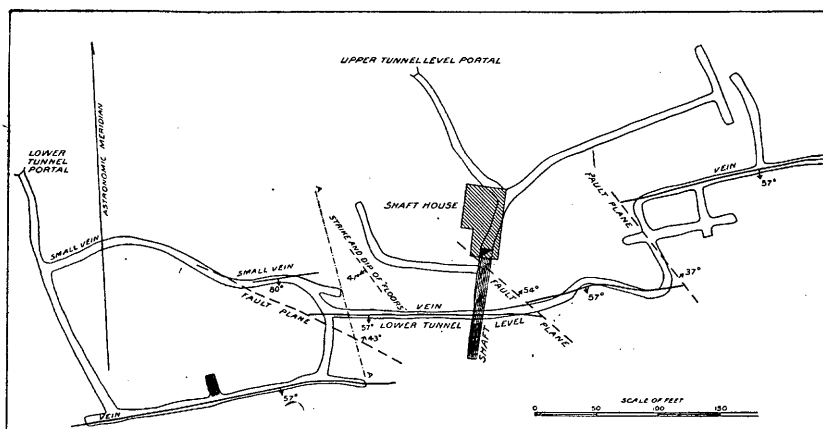 UPPER TUNNEL LEVEL PORTAL
LOWER
TUNNEL
PORTAL
ASTRONOMIC MERIDIAN
SHAFT HOUSE
VEIN
57°
FAULT PLANE
37°
SMALL VEIN
SMALL VEIN
80°
FAULT PLANE
STRIKE AND DIP OF FLOORS
A
A
VEIN
57°
LOWER TUNNEL LEVEL
43°
SHAFT
FAULT
PLANE
54°
57°
VEIN
57°
SCALE OF FEET
0 50 100 150